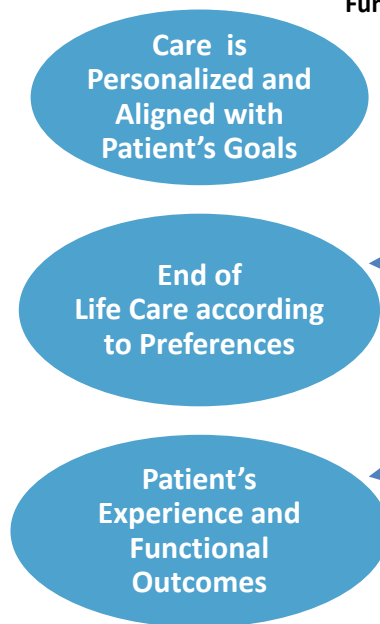 Fur
Care is
Personalized and
Aligned with
Patient's Goals
End of
Life Care according
to Preferences
Patient's
Experience and
Functional
Outcomes